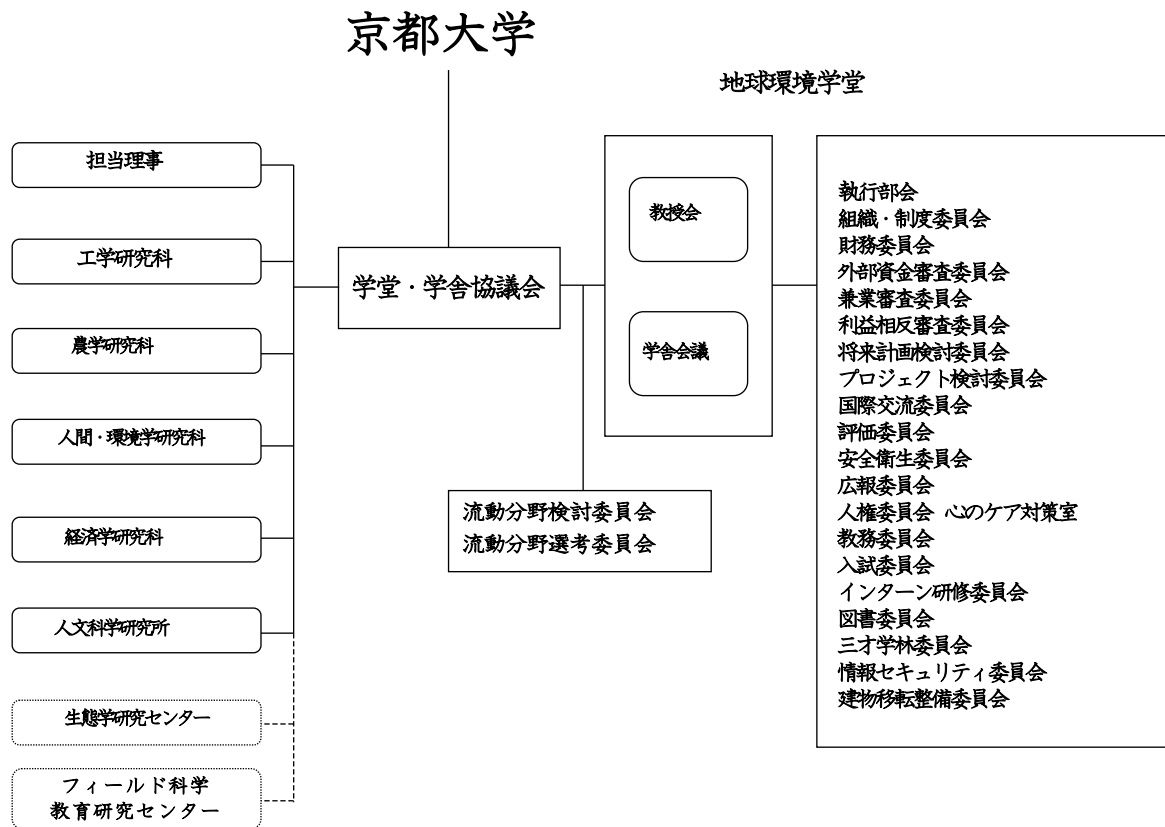 京都大学
地球環境学堂
担当理事
工学研究科
農学研究科
人間・環境学研究科
経済学研究科
人文科学研究所
生態学研究センター
フィールド科学
教育研究センター
学堂・学舎協議会
教授会
学舎会議
流動分野検討委員会
流動分野選考委員会
執行部会
組織・制度委員会
財務委員会
外部資金審査委員会
兼業審査委員会
利益相反審査委員会
将来計画検討委員会
プロジェクト検討委員会
国際交流委員会
評価委員会
安全衛生委員会
広報委員会
人権委員会 心のケア対策室
教務委員会
入試委員会
インターン研修委員会
図書委員会
三才学林委員会
情報セキュリティ委員会
建物移転整備委員会